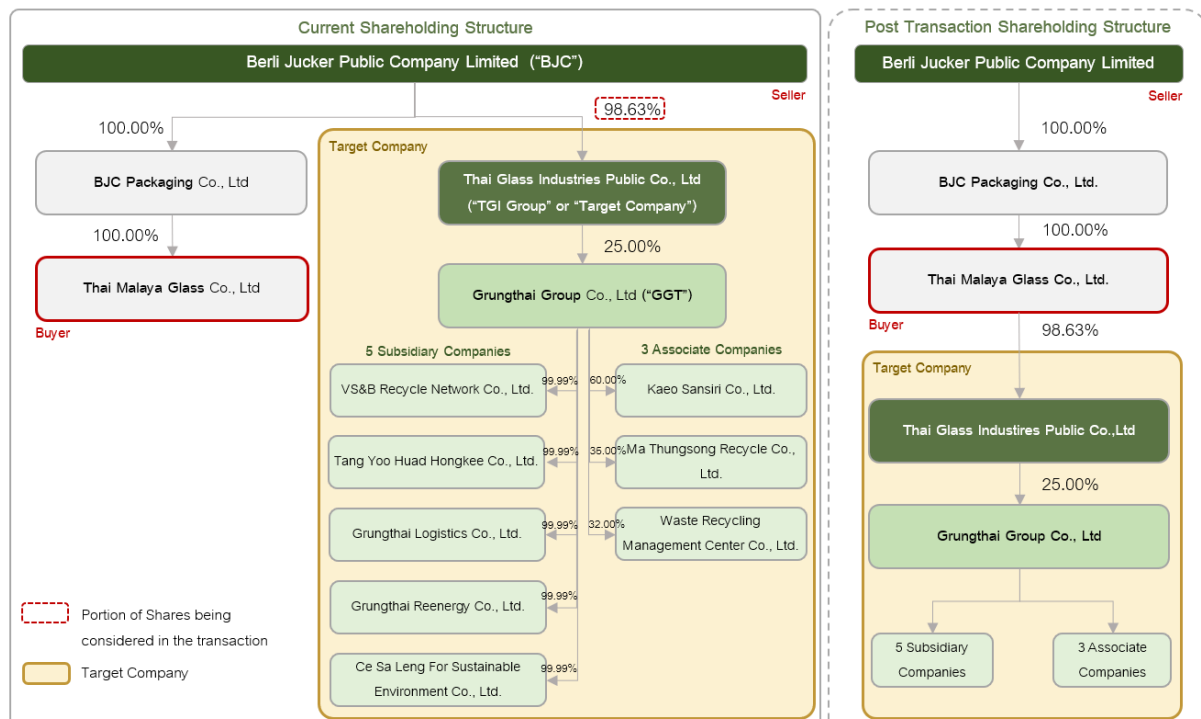 Current Shareholding Structure
Berli Jucker Public Company Limited ("BJC")
Seller
98.63%
100.00%
Target Company
BJC Packaging Co., Ltd
Thai Glass Industries Public Co., Ltd
("TGI Group" or "Target Company")
100.00%
25.00%
Thai Malaya Glass Co., Ltd
Buyer
Grungthai Group Co., Ltd ("GGT")
5 Subsidiary Companies
3 Associate Companies
VS&B Recycle Network Co., Ltd.
99.99%
60.00%
Kaeo Sansiri Co., Ltd.
Tang Yoo Huad Hongkee Co., Ltd.
99.99%
35.00%
Ma Thungsong Recycle Co.,
Ltd.
Grungthai Logistics Co., Ltd.
99.99%
32.00%
Waste Recycling
Management Center Co., Ltd.
Grungthai Reenergy Co., Ltd.
99.99%
Ce Sa Leng For Sustainable
Environment Co., Ltd.
99.99%
Portion of Shares being
considered in the transaction
Target Company
Post Transaction Shareholding Structure
Berli Jucker Public Company Limited
Seller
100.00%
BJC Packaging Co., Ltd.
100.00%
Thai Malaya Glass Co., Ltd.
Buyer
98.63%
Target Company
Thai Glass Industires Public Co.,Ltd
25.00%
Grungthai Group Co., Ltd
5 Subsidiary
Companies
3 Associate
Companies